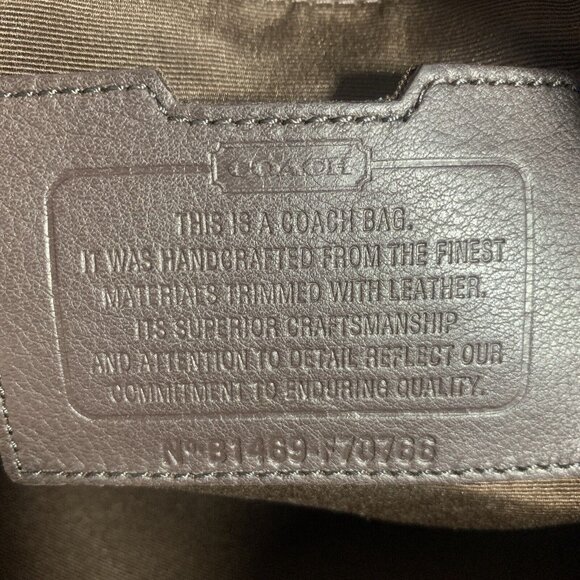 COACH
THIS IS A COACH BAG.
IT WAS HANDCRAFTED FROM THE FINEST
MATERIALS TRIMMED WITH LEATHER.
ITS SUPERIOR CRAFTSMANSHIP
AND ATTENTION TO DETAIL REFLECT OUR
COMMITMENT TO ENDURING QUALITY.
Nº B1469-F70766